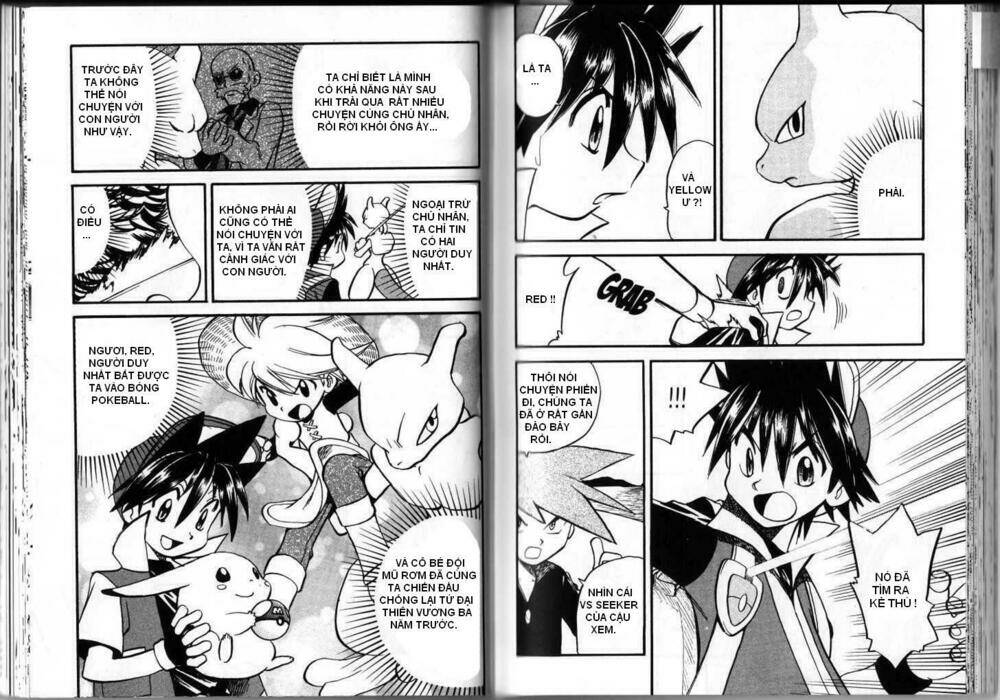 TRƯỚC ĐÂY
TA KHÔNG
THỂ NÓI
CHUYỆN VỚI
CON NGƯỜI
NHƯ VẬY.
TA CHỈ BIẾT LÀ MÌNH
CÓ KHẢ NĂNG NÀY SAU
KHI TRẢI QUA RẤT NHIỀU
CHUYỆN CÙNG CHỦ NHÂN,
RỒI RỜI KHỎI ÔNG ẤY...
CÓ
ĐIỀU
...
KHÔNG PHẢI AI
CŨNG CÓ THỂ
NÓI CHUYỆN VỚI
TA, VÌ TA VẪN RẤT
CẢNH GIÁC VỚI
CON NGƯỜI.
NGOẠI TRỪ
CHỦ NHÂN,
TA CHỈ TIN
CÓ HAI
NGƯỜI DUY
NHẤT.
NGƯƠI, RED,
NGƯỜI DUY
NHẤT BẮT ĐƯỢC
TA VÀO BÓNG
POKEBALL.
M
VÀ CÔ BÉ ĐỘI
MŨ RƠM ĐÃ CÙNG
TA CHIẾN ĐẤU
CHỐNG LẠI TỨ ĐẠI
THIÊN VƯƠNG BA
NĂM TRƯỚC.
LÀ TA
...
VÀ
YELLOW
Ư ?!
PHẢI.
RED !!
GRAB
THÔI NÓI
CHUYỆN PHIẾN
ĐI, CHÚNG TA
ĐÃ Ở RẤT GẦN
ĐẢO BẢY
RỒI.
!!!
NHÌN CÁI
VS SEEKER
CỦA CẬU
XEM.
NÓ ĐÃ
TÌM RA
KẺ THÙ !